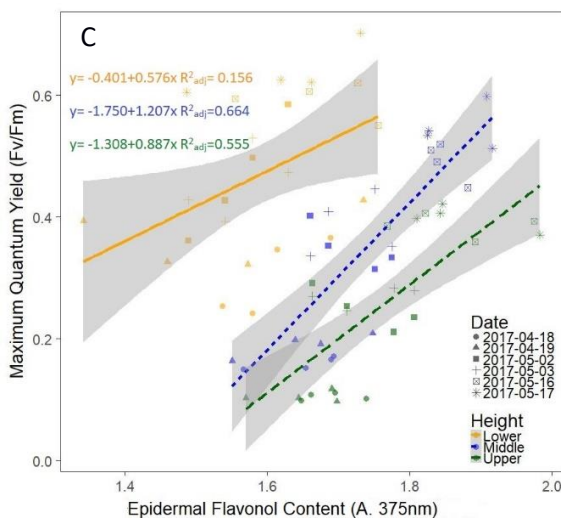 C
y= -0.401+0.576x R²adj= 0.156
y= -1.750+1.207x R²adj= 0.664
y= -1.308+0.887x R²adj= 0.555
Maximum Quantum Yield (Fv/Fm)
0.6
0.4
0.2
0.0
Date
2017-04-18
2017-04-19
2017-05-02
2017-05-03
2017-05-16
2017-05-17
Height
Lower
Middle
Upper
1.4 1.6 1.8 2.0
Epidermal Flavonol Content (A. 375nm)